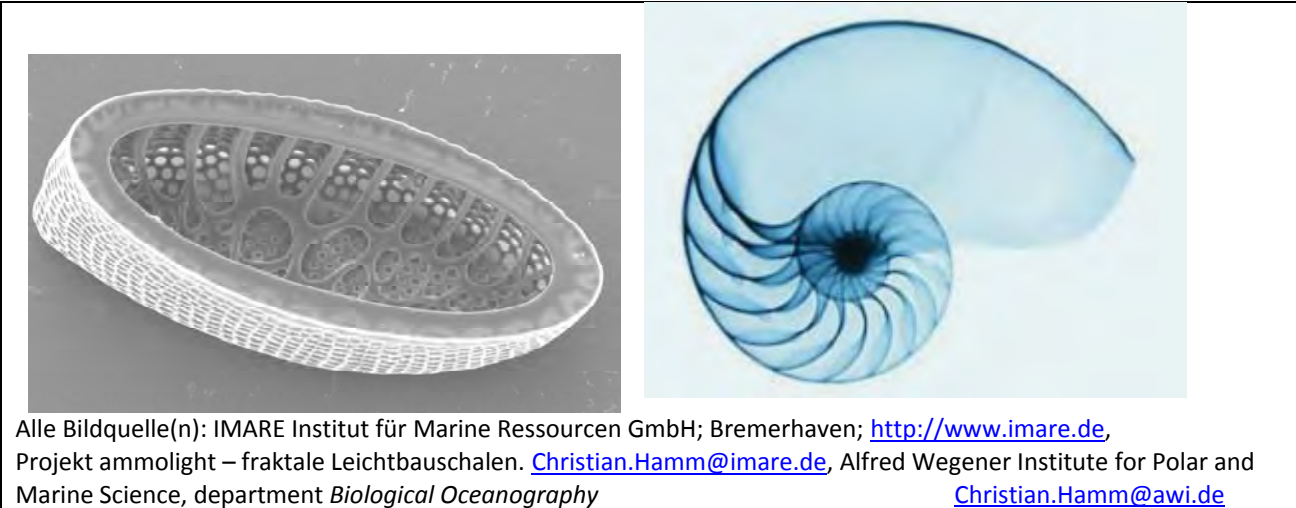 Alle Bildquelle(n): IMARE Institut für Marine Ressourcen GmbH; Bremerhaven; http://www.imare.de,
Projekt ammolight – fraktale Leichtbauschalen. Christian.Hamm@imare.de, Alfred Wegener Institute for Polar and
Marine Science, department Biological Oceanography Christian.Hamm@awi.de